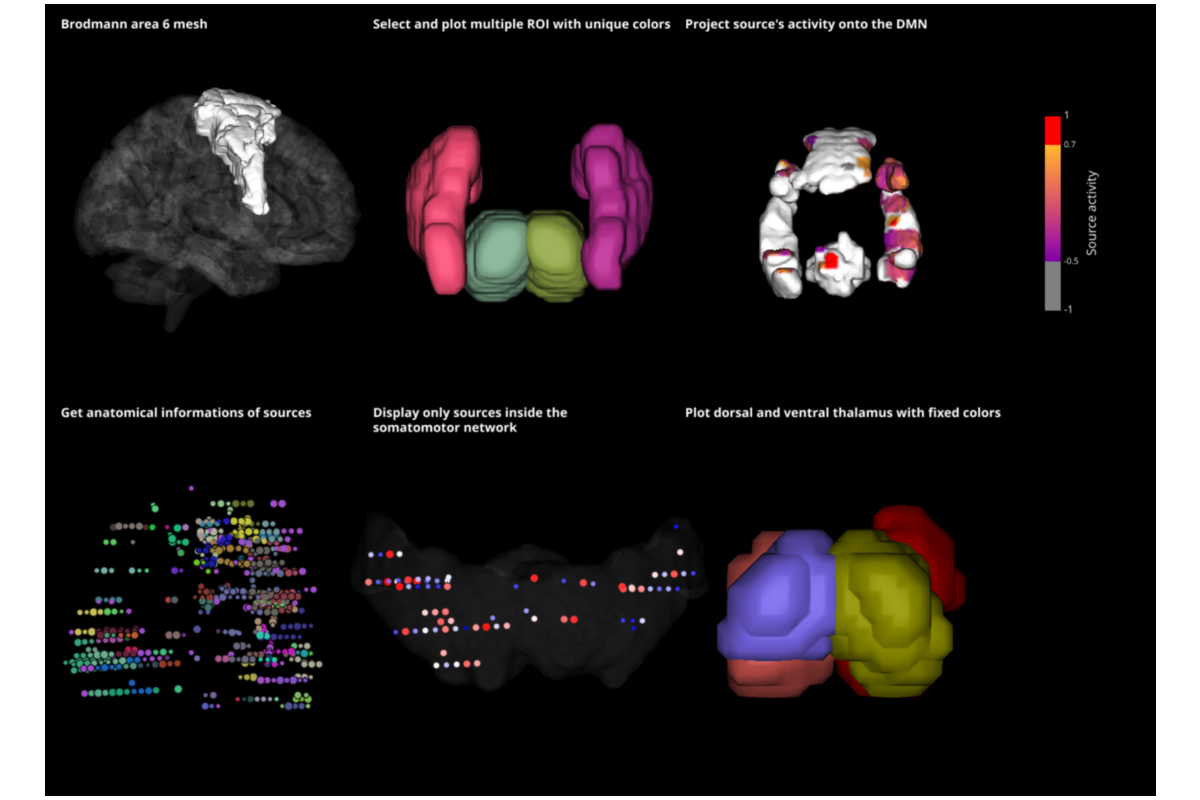 Brodmann area 6 mesh
Select and plot multiple ROI with unique colors
Project source's activity onto the DMN
1
0.7
Source activity
-0.5
-1
Get anatomical informations of sources
Display only sources inside the
somatomotor network
Plot dorsal and ventral thalamus with fixed colors